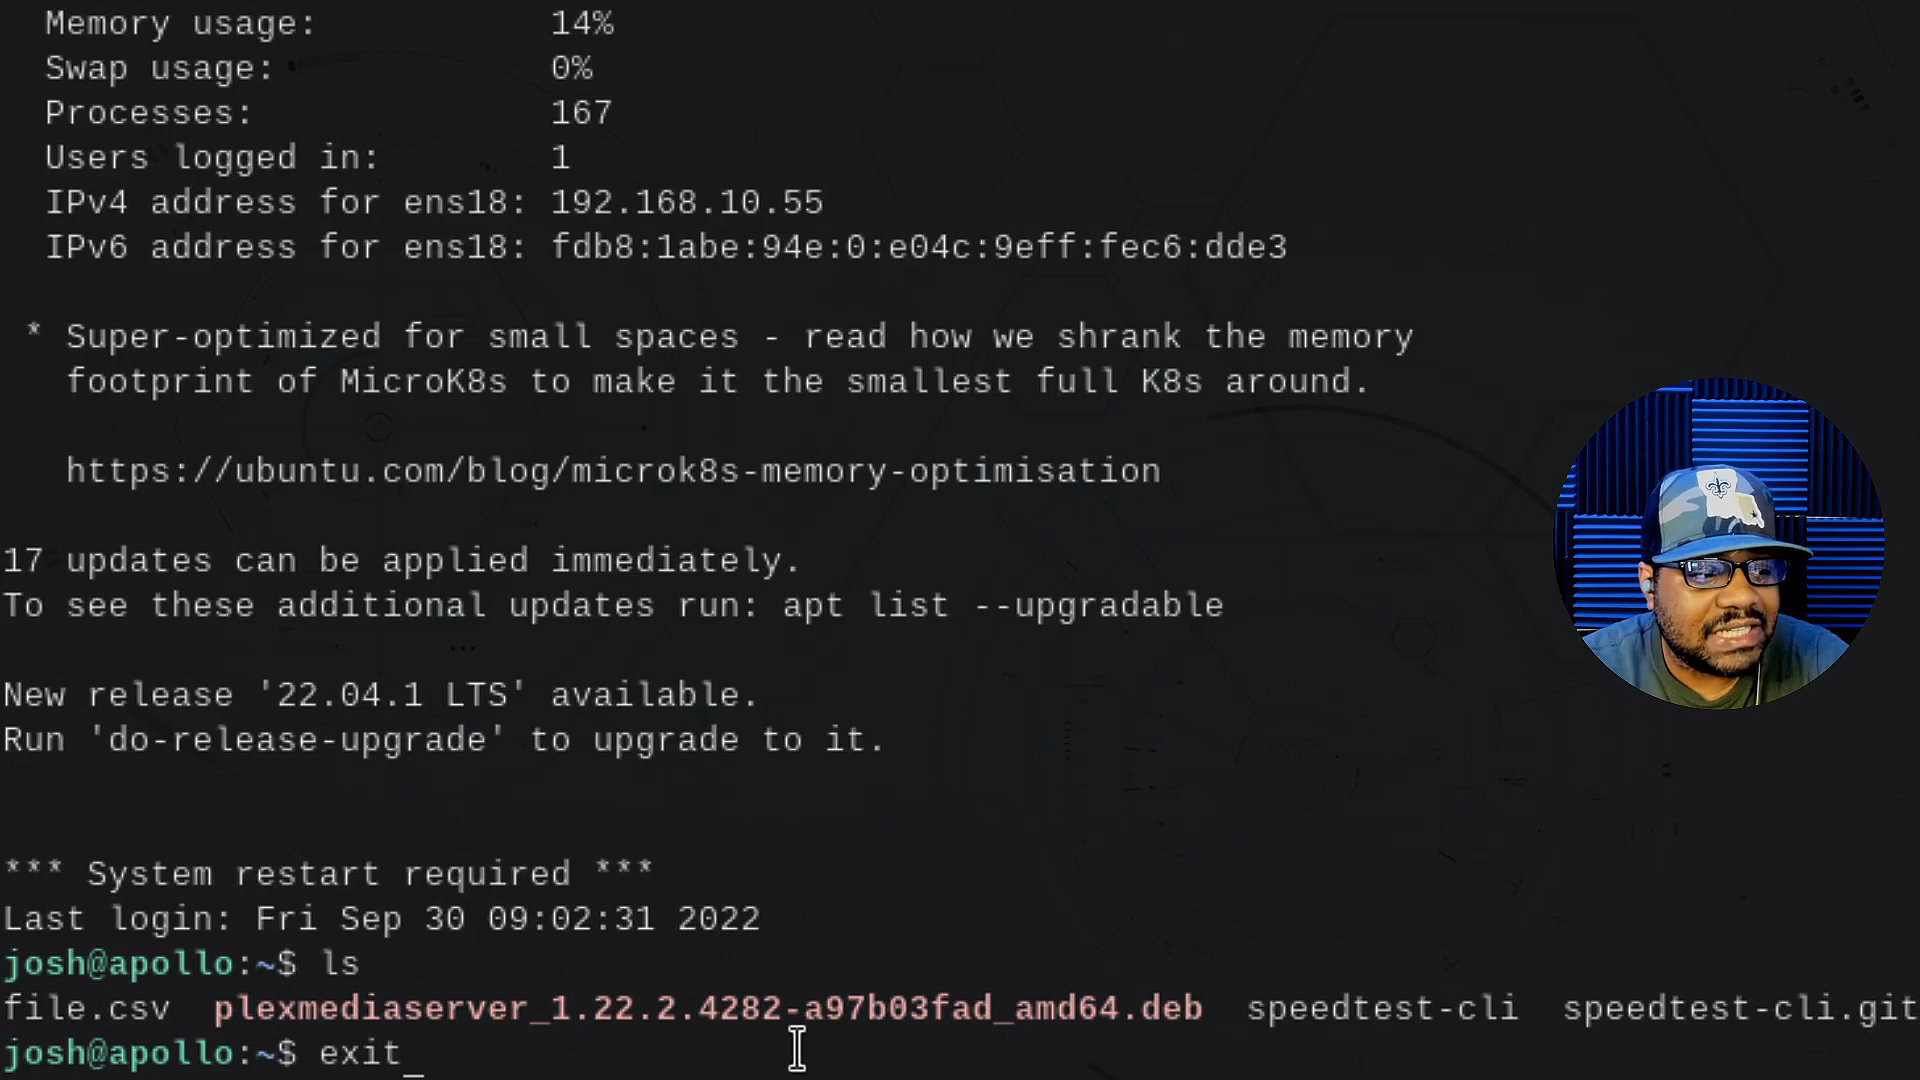 Memory usage: 14%
Swap usage: 0%
Processes: 167
Users logged in: 1
IPv4 address for ens18: 192.168.10.55
IPv6 address for ens18: fdb8:1abe:94e:0:e04c:9eff:fec6:dde3
* Super-optimized for small spaces - read how we shrank the memory
footprint of MicroK8s to make it the smallest full K8s around.
https://ubuntu.com/blog/microk8s-memory-optimisation
17 updates can be applied immediately.
To see these additional updates run: apt list --upgradable
New release '22.04.1 LTS' available.
Run 'do-release-upgrade' to upgrade to it.
*** System restart required ***
Last login: Fri Sep 30 09:02:31 2022
josh@apollo:~$ ls
file.csv plexmediaserver_1.22.2.4282-a97b03fad_amd64.deb speedtest-cli speedtest-cli.git
josh@apollo:~$ exit_